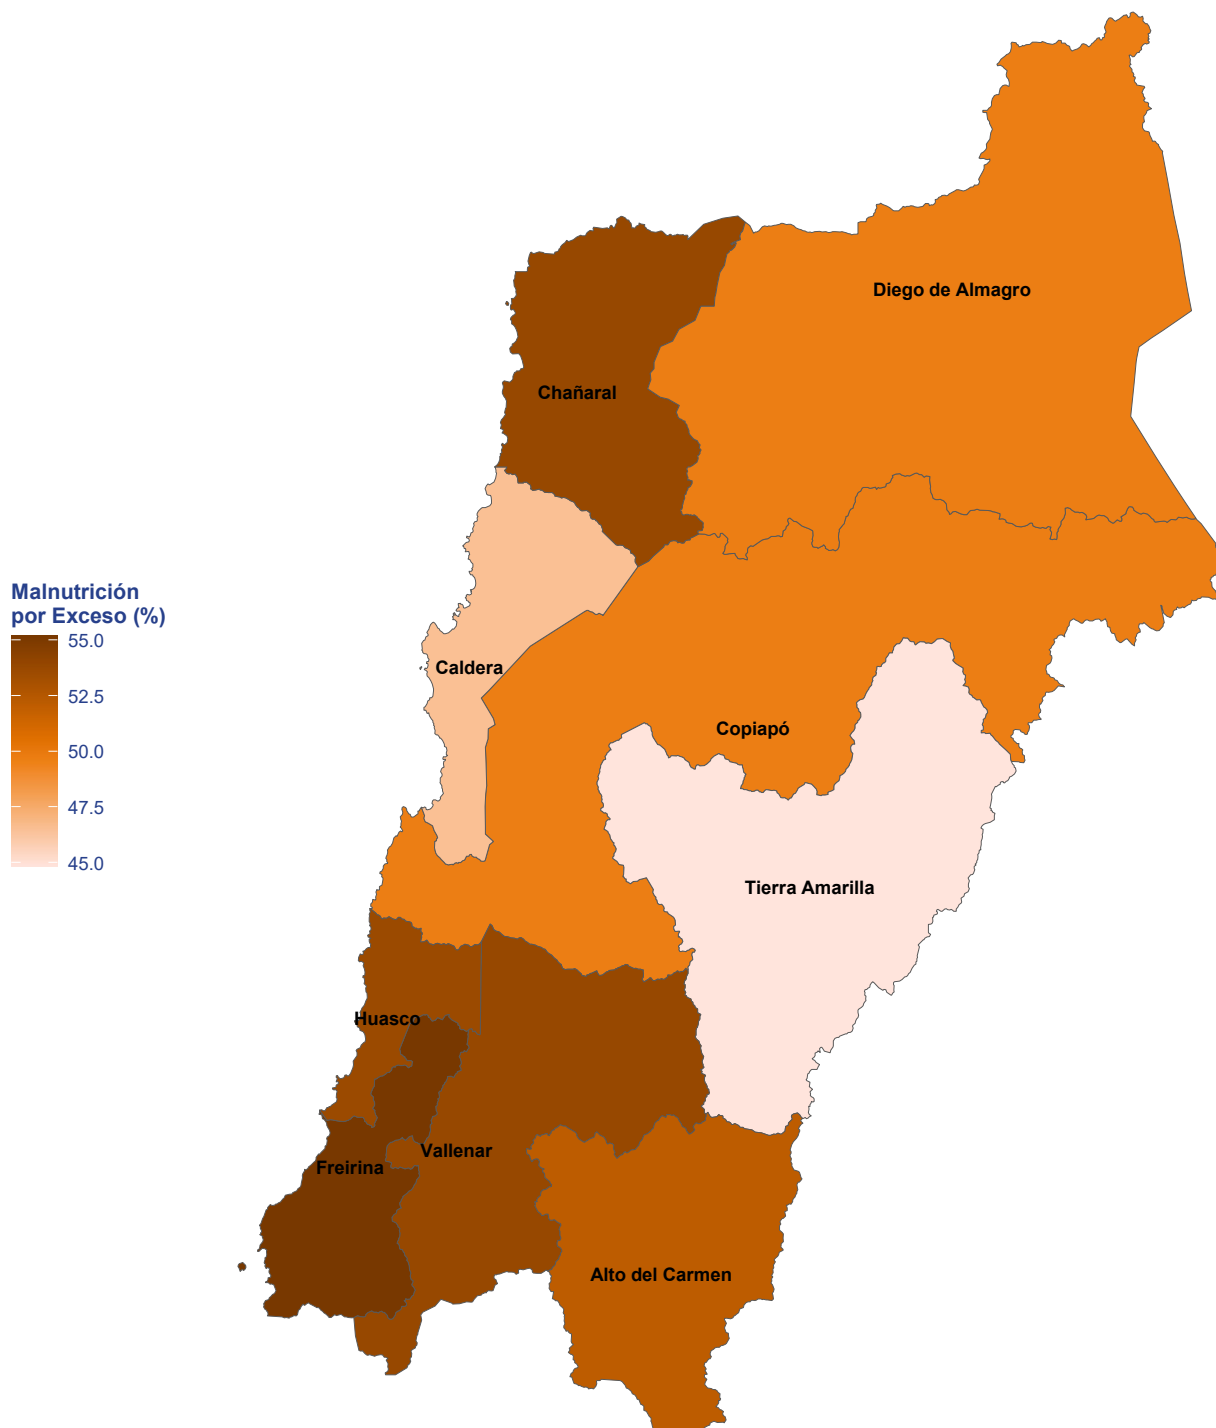 Diego de Almagro
Chañaral
Malnutrición
por Exceso (%)
55.0
52.5
50.0
47.5
45.0
Caldera
Copiapó
Tierra Amarilla
Huasco
Vallenar
Freirina
Alto del Carmen